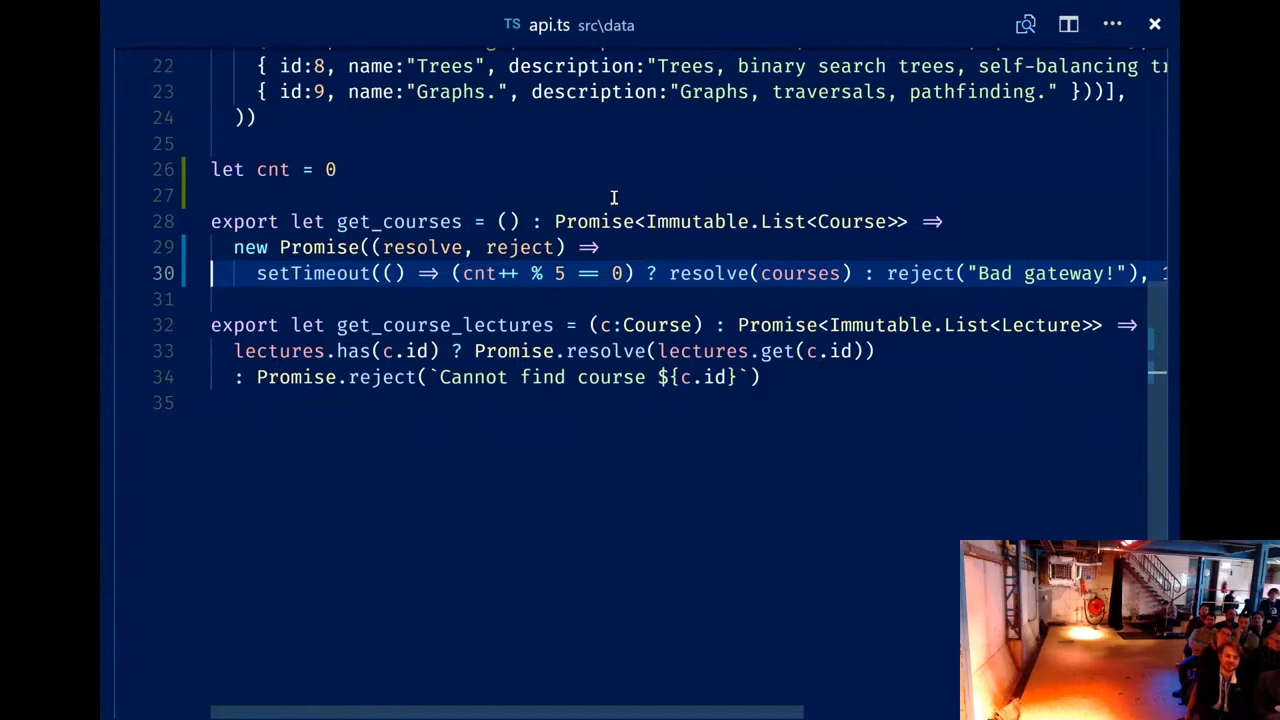 TS api.ts src\data
22 { id:8, name:"Trees", description:"Trees, binary search trees, self-balancing tr
23 { id:9, name:"Graphs.", description:"Graphs, traversals, pathfinding." }))],
24 ))
25
26 let cnt = 0
27
28 export let get_courses = () : Promise<Immutable.List<Course>> =>
29 new Promise((resolve, reject) =>
30 setTimeout(() => (cnt++ % 5 == 0) ? resolve(courses) : reject("Bad gateway!"), 1
31
32 export let get_course_lectures = (c:Course) : Promise<Immutable.List<Lecture>> =>
33 lectures.has(c.id) ? Promise.resolve(lectures.get(c.id))
34 : Promise.reject(`Cannot find course ${c.id}`)
35